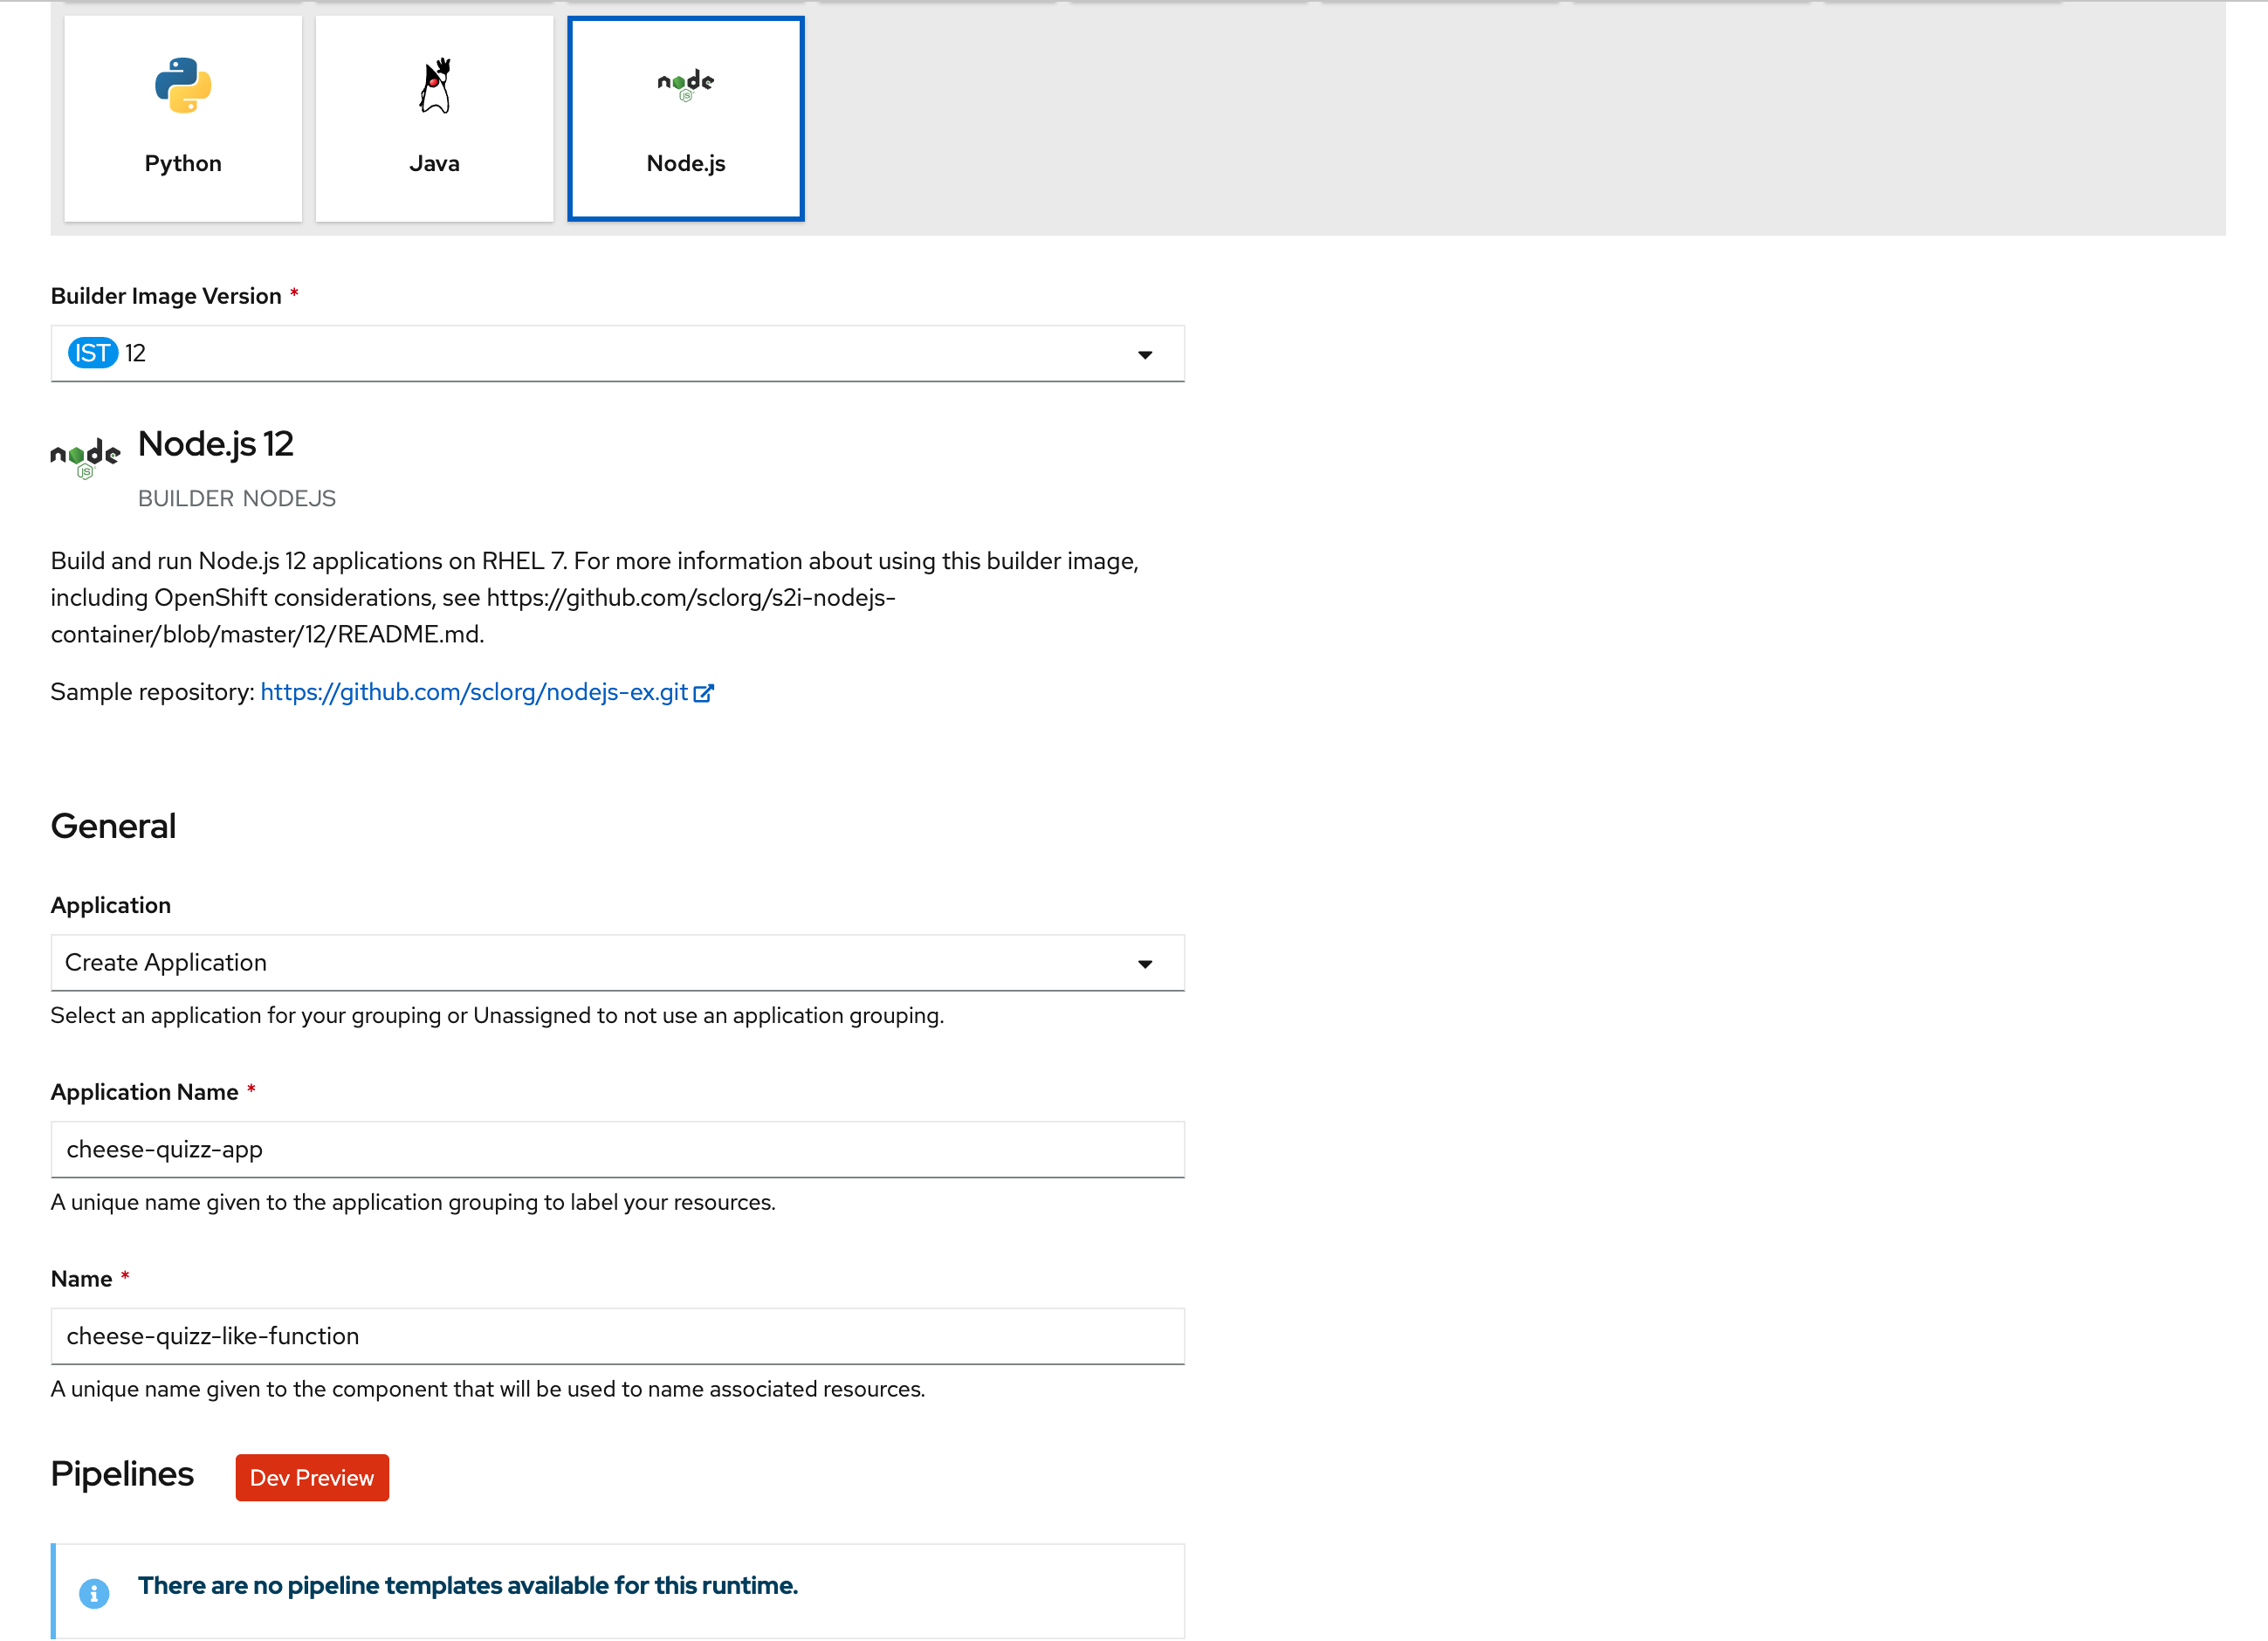 node
JS
Python
Java
Node.js
Builder Image Version *
IST 12
node
JS
Node.js 12
BUILDER NODEJS
Build and run Node.js 12 applications on RHEL 7. For more information about using this builder image,
including OpenShift considerations, see https://github.com/sclorg/s2i-nodejs-
container/blob/master/12/README.md.
Sample repository: https://github.com/sclorg/nodejs-ex.git
General
Application
Create Application
Select an application for your grouping or Unassigned to not use an application grouping.
Application Name *
cheese-quizz-app
A unique name given to the application grouping to label your resources.
Name *
cheese-quizz-like-function
A unique name given to the component that will be used to name associated resources.
Pipelines Dev Preview
There are no pipeline templates available for this runtime.